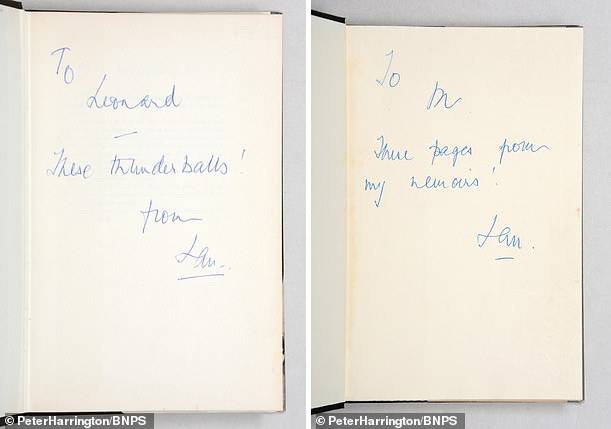 To
Leonard
—
These thunderballs!
from
Ian.
To
M
These pages from
my memoirs!
Ian.
© PeterHarrington/BNPS
© PeterHarrington/BNPS